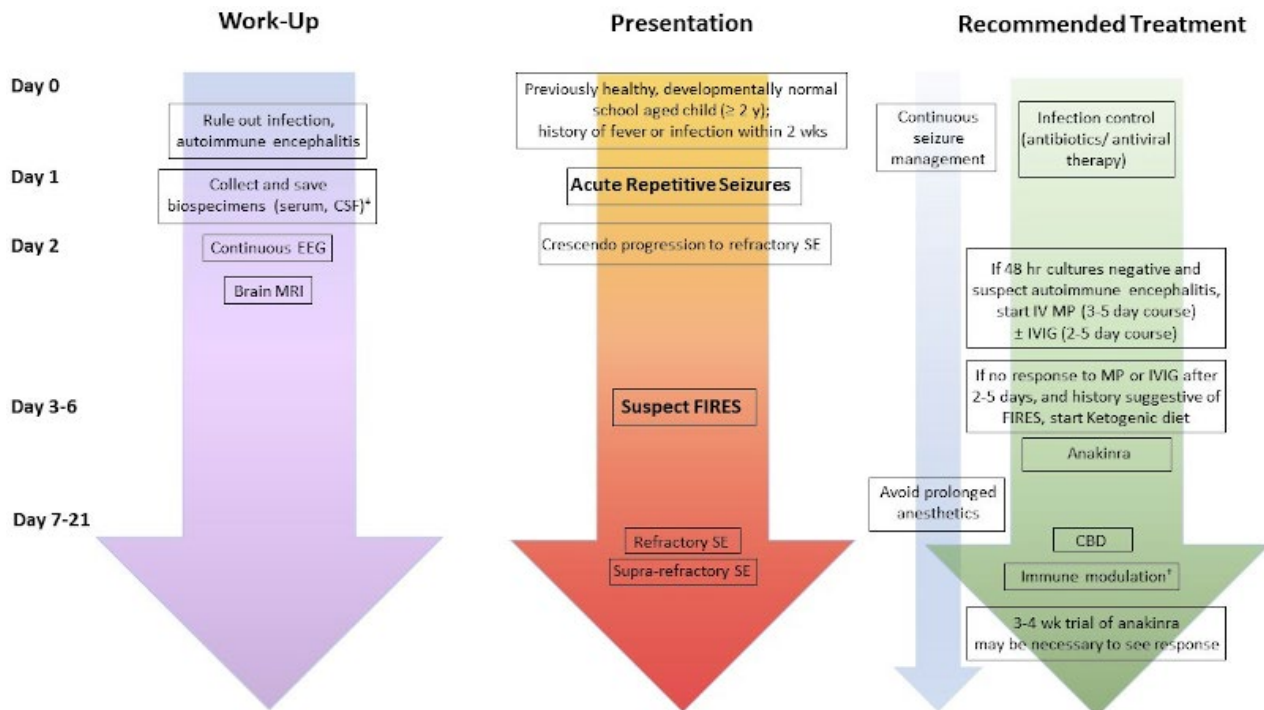 Work-Up
Presentation
Recommended Treatment
Day 0
Day 1
Day 2
Day 3-6
Day 7-21
Rule out infection,
autoimmune encephalitis
Collect and save
biospecimens (serum, CSF)
Continuous EEG
Brain MRI
Previously healthy, developmentally normal
school aged child (≥ 2 y);
history of fever or infection within 2 wks
Acute Repetitive Seizures
Crescendo progression to refractory SE
Suspect FIRES
Refractory SE
Supra-refractory SE
Continuous
seizure
management
Avoid prolonged
anesthetics
Infection control
(antibiotics/ antiviral
therapy)
If 48 hr cultures negative and
suspect autoimmune encephalitis,
start IV MP (3-5 day course)
± IVIG (2-5 day course)
If no response to MP or IVIG after
2-5 days, and history suggestive of
FIRES, start Ketogenic diet
Anakinra
CBD
Immune modulation†
3-4 wk trial of anakinra
may be necessary to see response